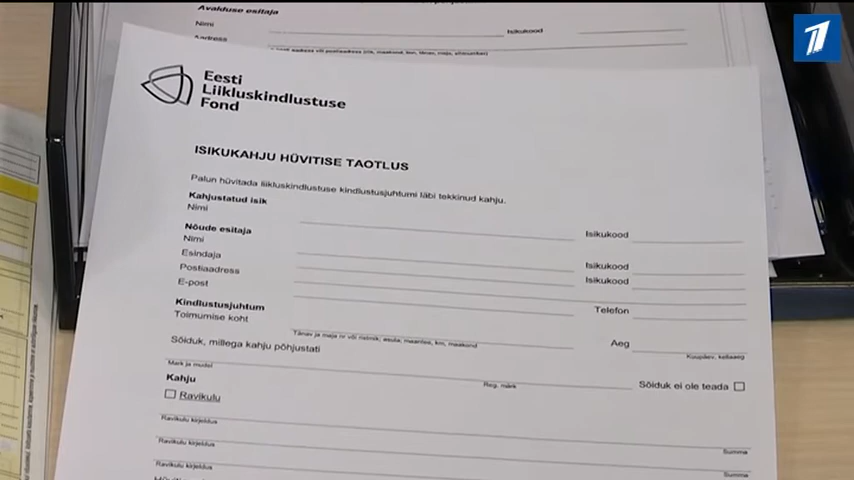 Avalduse esitaja
Nimi
Isikukood
Aadress
Eesti
Liikluskindlustuse
Fond
ISIKUKAHJU HÜVITISE TAOTLUS
Palun hüvitada liikluskindlustuse kindlustusjuhtumi läbi tekkinud kahju.
Kahjustatud isik
Nimi Isikukood
Nõude esitaja
Nimi Isikukood
Esindaja Isikukood
Postiaadress
E-post Telefon
Kindlustusjuhtum
Toimumise koht Aeg
Tänav ja maja nr või ristmik, asula, maantee, km, maakond Kuupäev, kellaaeg
Sõiduk, millega kahju põhjustati
Mark ja mudel Reg. märk Sõiduk ei ole teada
Kahju
Ravikulu
Ravikulu kirjeldus Summa
Ravikulu kirjeldus Summa
Ravikulu kirjeldus